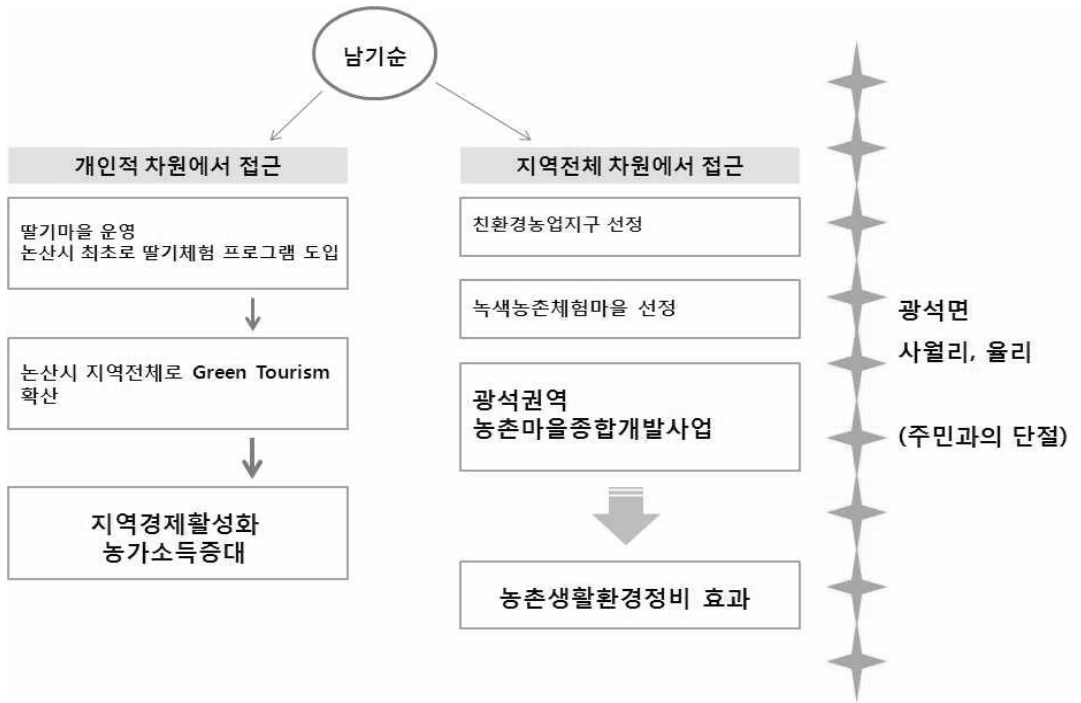 남기순
개인적 차원에서 접근
딸기마을 운영
논산시 최초로 딸기체험 프로그램 도입
논산시 지역전체로 Green Tourism
확산
지역경제활성화
농가소득증대
지역전체 차원에서 접근
친환경농업지구 선정
녹색농촌체험마을 선정
광석권역
농촌마을종합개발사업
농촌생활환경정비 효과
광석면
사월리, 율리
(주민과의 단절)